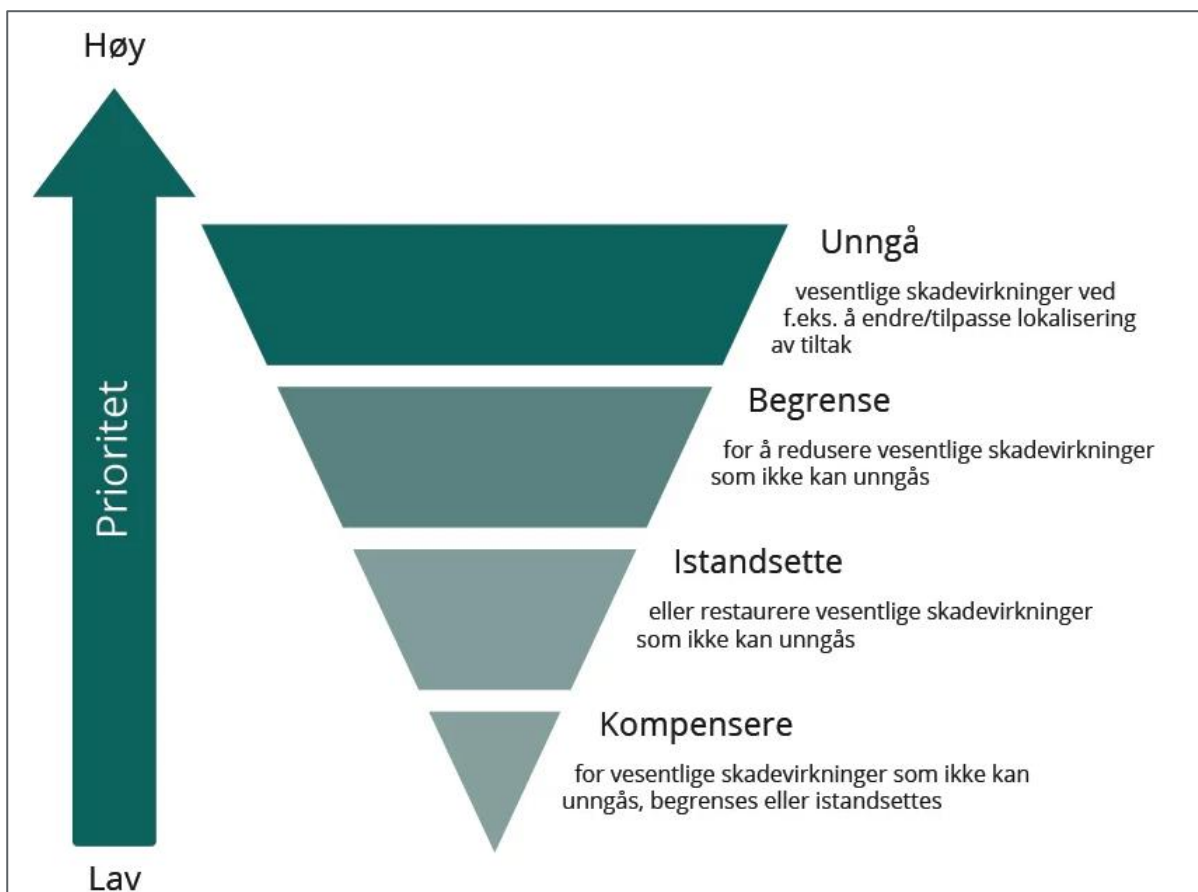 Høy
Prioritet
Unngå
vesentlige skadevirkninger ved
f.eks. å endre/tilpasse lokalisering
av tiltak
Begrense
for å redusere vesentlige skadevirkninger
som ikke kan unngås
Istandsette
eller restaurere vesentlige skadevirkninger
som ikke kan unngås
Kompensere
for vesentlige skadevirkninger som ikke kan
unngås, begrenses eller istandsettes
Lav